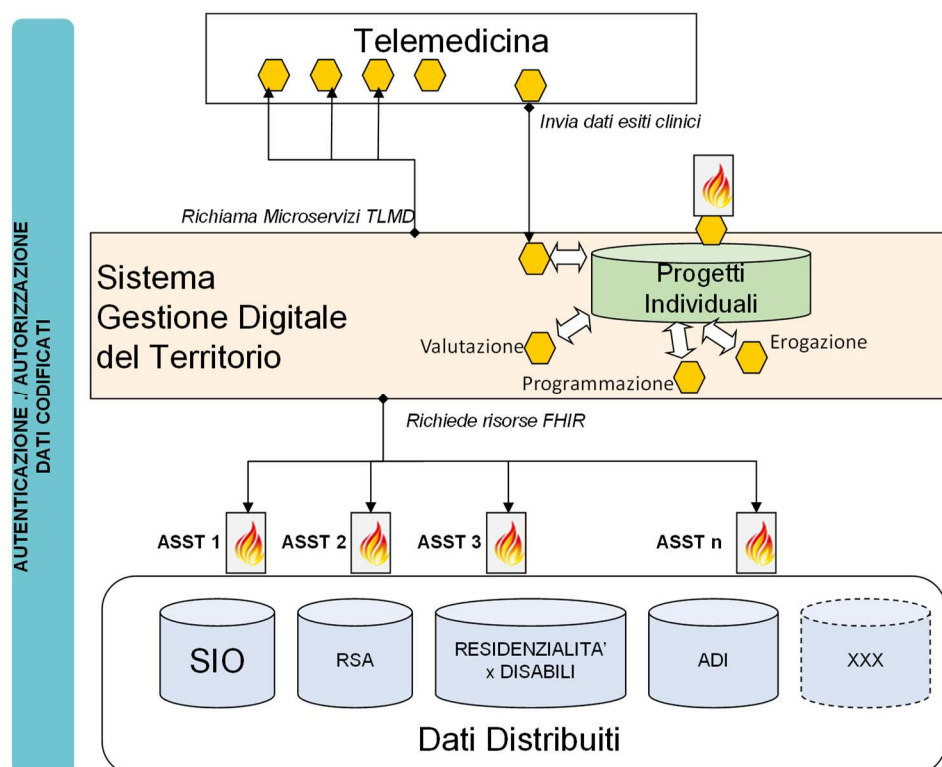 Telemedicina
Invia dati esiti clinici
Richiama Microservizi TLMD
AUTENTICAZIONE ./ AUTORIZZAZIONE
DATI CODIFICATI
Sistema
Gestione Digitale
del Territorio
Progetti
Individuali
Valutazione
Programmazione
Erogazione
Richiede risorse FHIR
ASST 1
ASST 2
ASST 3
ASST n
SIO
RSA
RESIDENZIALITA'
x DISABILI
ADI
XXX
Dati Distribuiti